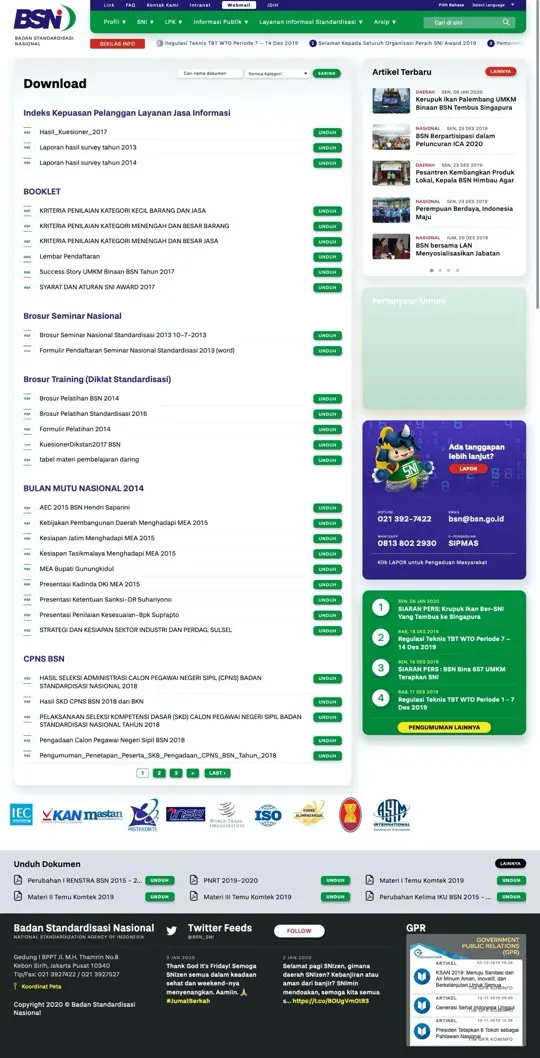 BSN
BADAN STANDARDISASI
NASIONAL
Link FAQ Kontak Kami Intranet Webmail JDIH Pilih Bahasa Select Language ▼
Profil ▼ SNI ▼ LPK ▼ Informasi Publik ▼ Layanan Informasi Standardisasi ▼ Arsip ▼ Cari di sini
SEKILAS INFO Regulasi Teknis TBT WTO Periode 7 – 14 Des 2019 2 Selamat Kepada Seluruh Organisasi Peraih SNI Award 2019 3
Download
Cari nama dokumen Semua Kategori SARING
Indeks Kepuasan Pelanggan Layanan Jasa Informasi
Hasil_Kuesioner_2017 UNDUH
Laporan hasil survey tahun 2013 UNDUH
Laporan hasil survey tahun 2014 UNDUH
BOOKLET
KRITERIA PENILAIAN KATEGORI KECIL BARANG DAN JASA UNDUH
KRITERIA PENILAIAN KATEGORI MENENGAH DAN BESAR BARANG UNDUH
KRITERIA PENILAIAN KATEGORI MENENGAH DAN BESAR JASA UNDUH
Lembar Pendaftaran UNDUH
Success Story UMKM Binaan BSN Tahun 2017 UNDUH
SYARAT DAN ATURAN SNI AWARD 2017 UNDUH
Brosur Seminar Nasional
Brosur Seminar Nasional Standardisasi 2013 10-7-2013 UNDUH
Formulir Pendaftaran Seminar Nasional Standardisasi 2013 (word) UNDUH
Brosur Training (Diklat Standardisasi)
Brosur Pelatihan BSN 2014 UNDUH
Brosur Pelatihan Standardisasi 2016 UNDUH
Formulir Pelatihan 2014 UNDUH
KuesionerDikstan2017 BSN UNDUH
tabel materi pembelajaran daring UNDUH
BULAN MUTU NASIONAL 2014
AEC 2015 BSN Hendri Saparini UNDUH
Kebijakan Pembangunan Daerah Menghadapi MEA 2015 UNDUH
Kesiapan Jatim Menghadapi MEA 2015 UNDUH
Kesiapan Tasikmalaya Menghadapi MEA 2015 UNDUH
MEA Bupati Gunungkidul UNDUH
Presentasi Kadinda DKI MEA 2015 UNDUH
Presentasi Ketentuan Sanksi-DR Suhariyono UNDUH
Presentasi Penilaian Kesesuaian-Bpk Suprapto UNDUH
STRATEGI DAN KESIAPAN SEKTOR INDUSTRI DAN PERDAG. SULSEL UNDUH
CPNS BSN
HASIL SELEKSI ADMINISTRASI CALON PEGAWAI NEGERI SIPIL (CPNS) BADAN
STANDARDISASI NASIONAL 2018 UNDUH
Hasil SKD CPNS BSN 2018 dari BKN UNDUH
PELAKSANAAN SELEKSI KOMPETENSI DASAR (SKD) CALON PEGAWAI NEGERI SIPIL BADAN
STANDARDISASI NASIONAL TAHUN 2018 UNDUH
Pengadaan Calon Pegawai Negeri Sipil BSN 2018 UNDUH
Pengumuman_Penetapan_Peserta_SKB_Pengadaan_CPNS_BSN_Tahun_2018 UNDUH
1 2 3 > LAST ›
Artikel Terbaru LAINNYA
DAERAH SEN, 06 JAN 2020
Kerupuk Ikan Palembang UMKM
Binaan BSN Tembus Singapura
NASIONAL SEN, 23 DES 2019
BSN Berpartisipasi dalam
Peluncuran ICA 2020
DAERAH SEN, 23 DES 2019
Pesantren Kembangkan Produk
Lokal, Kepala BSN Himbau Agar
NASIONAL SEN, 23 DES 2019
Perempuan Berdaya, Indonesia
Maju
NASIONAL JUM, 20 DES 2019
BSN bersama LAN
Menyosialisasikan Jabatan
Pertanyaan Umum
SNI
Ada tanggapan
lebih lanjut?
LAPOR
HOTLINE EMAIL
021 392-7422 bsn@bsn.go.id
WHATSAPP E-PENGADUAN
0813 802 2930 SIPMAS
Klik LAPOR untuk Pengaduan Masyarakat
SEN, 06 JAN 2020
1 SIARAN PERS: Krupuk Ikan Ber-SNI
Yang Tembus ke Singapura
RAB, 18 DES 2019
2 Regulasi Teknis TBT WTO Periode 7 –
14 Des 2019
SEN, 16 DES 2019
3 SIARAN PERS : BSN Bina 657 UMKM
Terapkan SNI
RAB, 11 DES 2019
4 Regulasi Teknis TBT WTO Periode 1 - 7
Des 2019
PENGUMUMAN LAINNYA
IEC KAN mastan RISTEKDIKTI INSW WORLD TRADE ORGANIZATION ISO CODEX ALIMENTARIUS ASTM INTERNATIONAL
Unduh Dokumen LAINNYA
Perubahan I RENSTRA BSN 2015 – 2... UNDUH PNRT 2019-2020 UNDUH Materi I Temu Komtek 2019 UNDUH
Materi II Temu Komtek 2019 UNDUH Materi III Temu Komtek 2019 UNDUH Perubahan Kelima IKU BSN 2015 – ... UNDUH
Badan Standardisasi Nasional
NATIONAL STANDARDIZATION AGENCY OF INDONESIA
Gedung I BPPT Jl. M.H. Thamrin No.8
Kebon Sirih, Jakarta Pusat 10340
Tlp/Fax: 021 3927422 / 021 3927527
Koordinat Peta
Copyright 2020 © Badan Standardisasi
Nasional
Twitter Feeds FOLLOW
@BSN_SNI
3 JAN 2020
Thank God It's Friday! Semoga
SNIzen semua dalam keadaan
sehat dan weekend-nya
menyenangkan. Aamiin. 🙏
#JumatBerkah
2 JAN 2020
Selamat pagi SNIzen, gimana
daerah SNIzen? Kebanjiran atau
aman dari banjir? SNimin
mendoakan, semoga kita semua
s... https://t.co/BOUgVm0tB3
GPR
GOVERNMENT
PUBLIC RELATIONS
(GPR)
ARTIKEL
KSAN 2019: Menuju Sanitasi dan
Air Minum Aman, Inovatif, dan
Berkelanjutan Untuk Semua
TIM GPR KOMINFO
ARTIKEL
Generasi Sehat Indonesia Unggul
TIM GPR KOMINFO
ARTIKEL
Presiden Tetapkan 6 Tokoh sebagai
Pahlawan Nasional
TIM GPR KOMINFO